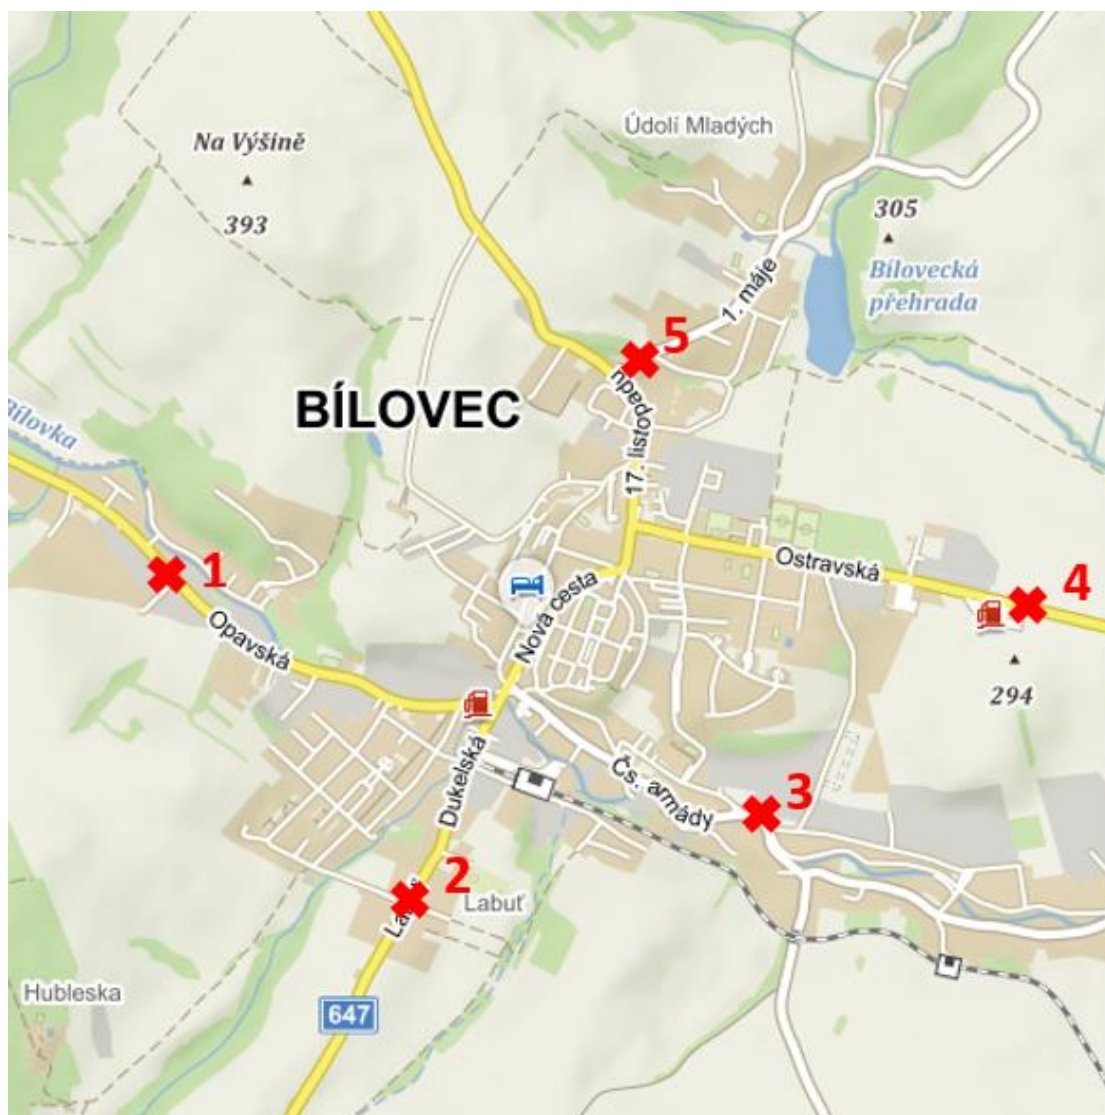 Údolí Mladých
Na Výšině
393
305
Bílovecká
přehrada
1. máje
5
17. listopadu
BÍLOVEC
Bílovka
1
Opavská
Nová cesta
Ostravská
4
294
Dukelská
Čs. armády
3
2
Labuť
Hubleska
647